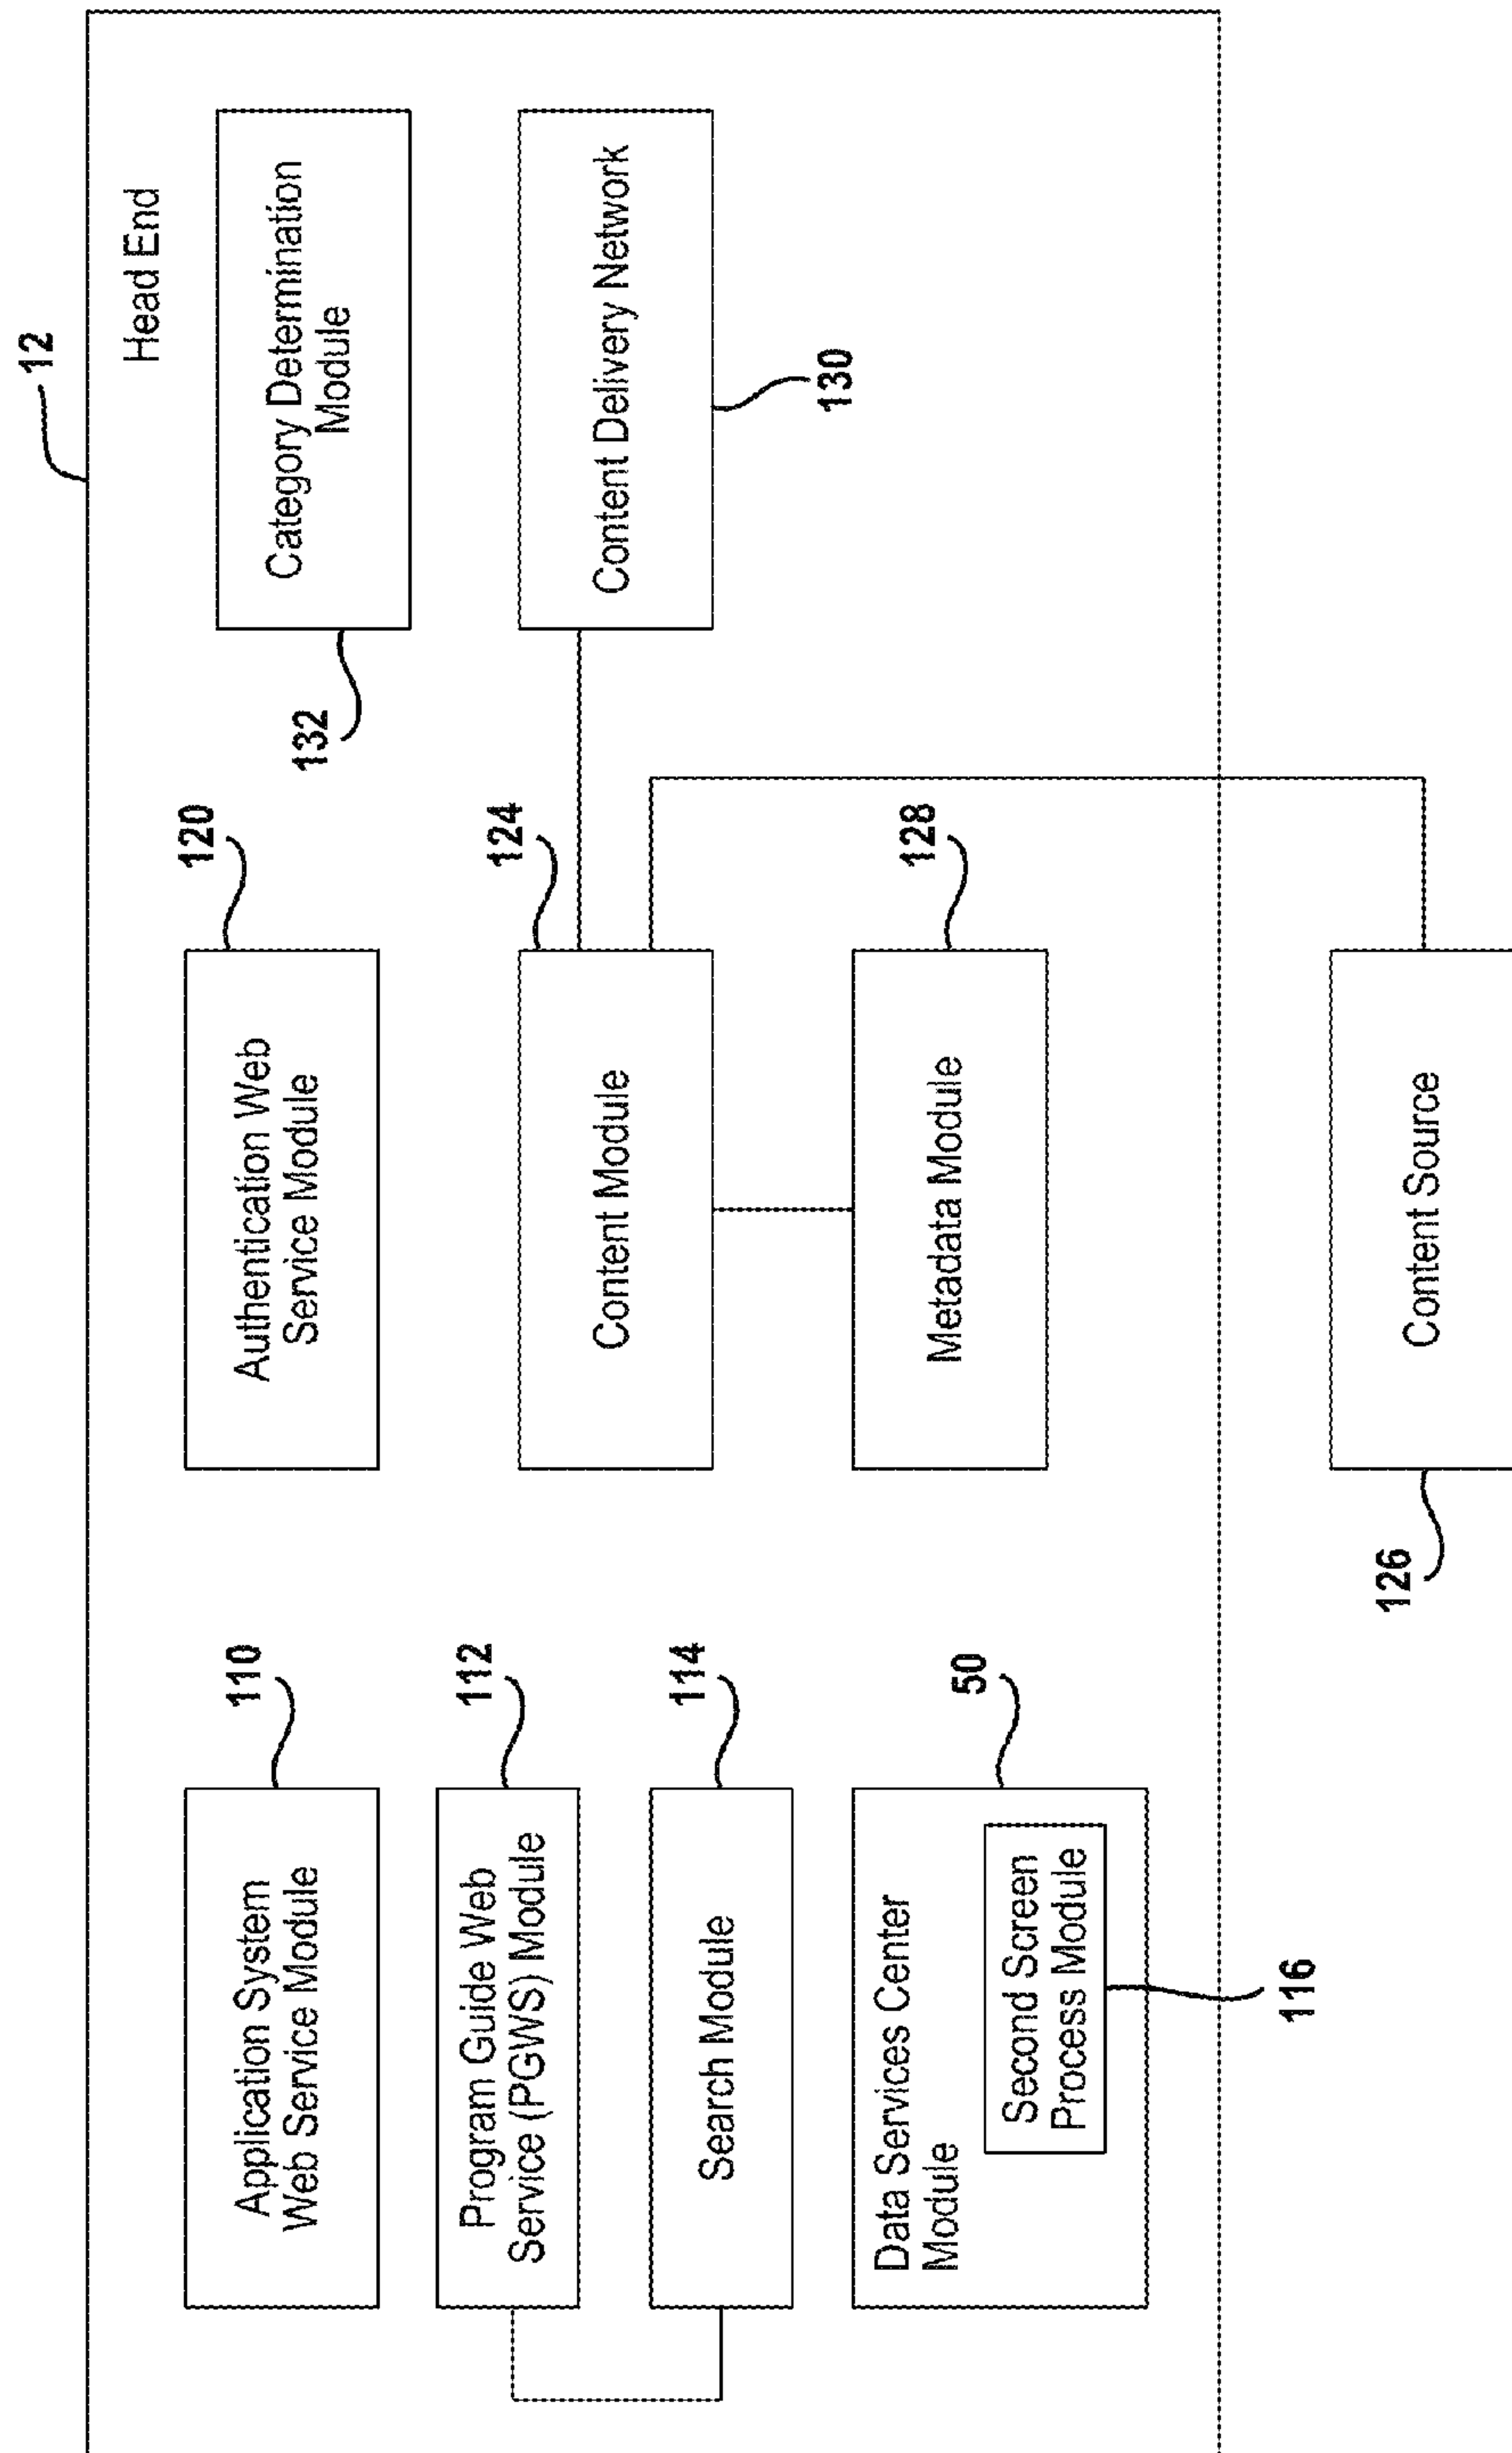 12
Head End
110
Application System
Web Service Module
120
Authentication Web
Service Module
132
Category Determination
Module
112
Program Guide Web
Service (PGWS) Module
124
Content Module
Content Delivery Network
130
114
Search Module
128
Metadata Module
50
Data Services Center
Module
Second Screen
Process Module
116
126
Content Source